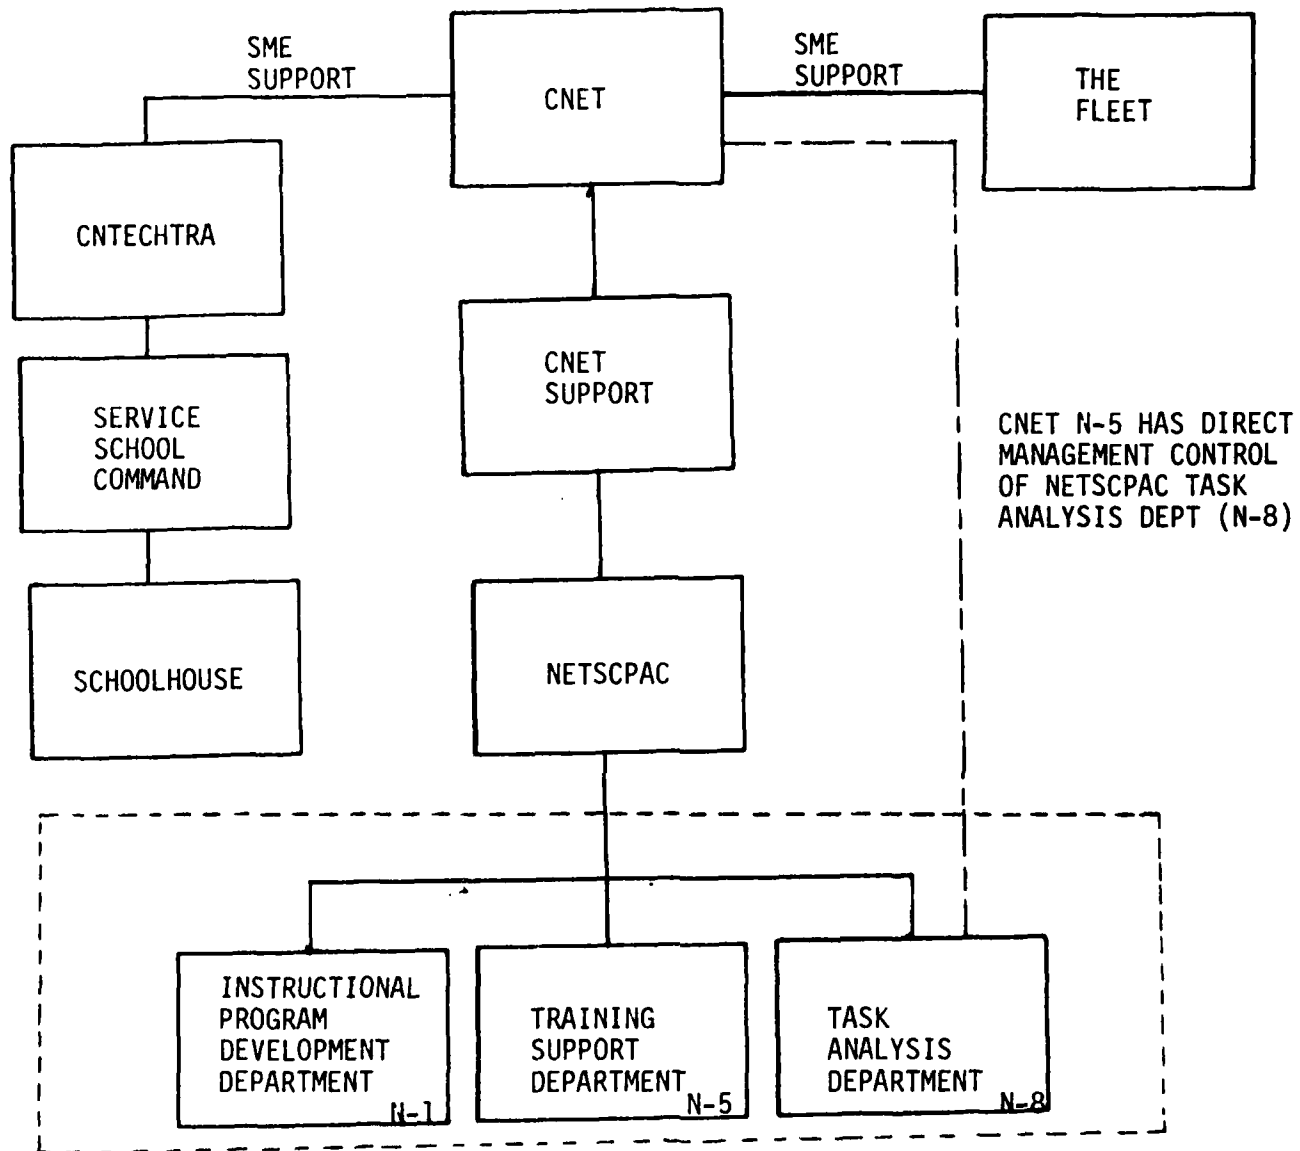 SME
SUPPORT
CNET
SME
SUPPORT
THE
FLEET
CNTECHTRA
CNET
SUPPORT
SERVICE
SCHOOL
COMMAND
CNET N-5 HAS DIRECT
MANAGEMENT CONTROL
OF NETSCPAC TASK
ANALYSIS DEPT (N-8)
SCHOOLHOUSE
NETSCPAC
INSTRUCTIONAL
PROGRAM
DEVELOPMENT
DEPARTMENT
N-1
TRAINING
SUPPORT
DEPARTMENT
N-5
TASK
ANALYSIS
DEPARTMENT
N-8